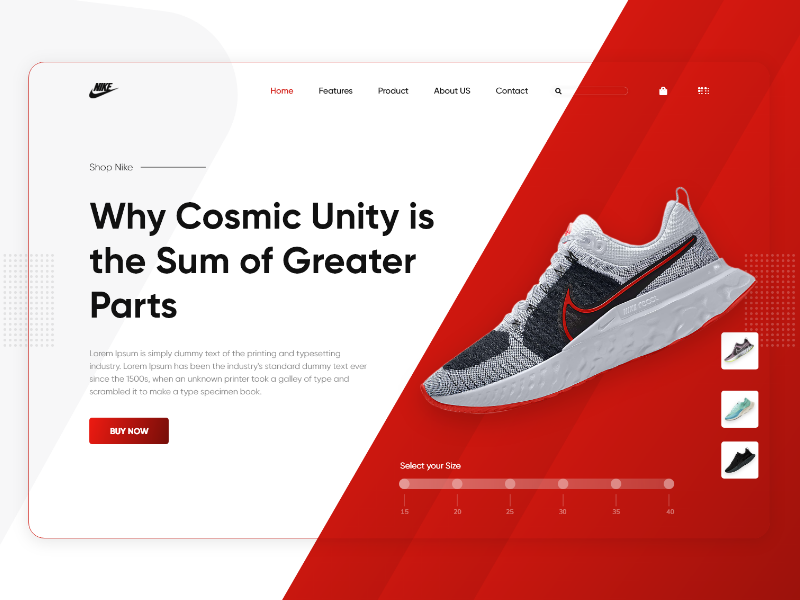 NIKE
Home Features Product About US Contact
Shop Nike
Why Cosmic Unity is
the Sum of Greater
Parts
Lorem Ipsum is simply dummy text of the printing and typesetting
industry. Lorem Ipsum has been the industry's standard dummy text ever
since the 1500s, when an unknown printer took a galley of type and
scrambled it to make a type specimen book.
BUY NOW
NIKE REACT
Select your Size
15 20 25 30 35 40